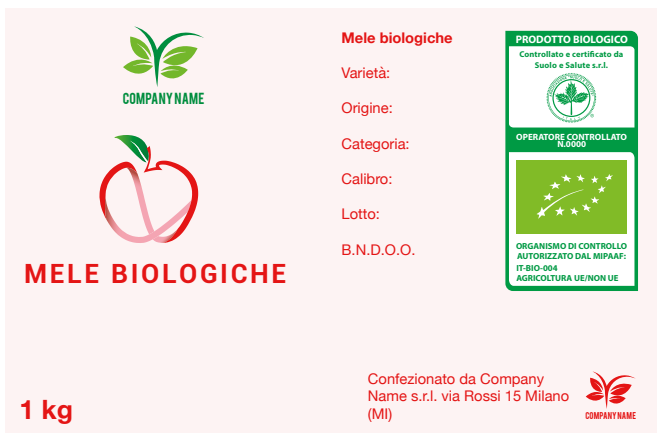 COMPANY NAME
MELE BIOLOGICHE
1 kg
Mele biologiche
Varietà:
Origine:
Categoria:
Calibro:
Lotto:
B.N.D.O.O.
PRODOTTO BIOLOGICO
Controllato e certificato da
Suolo e Salute s.r.l.
OPERATORE CONTROLLATO
N.0000
ORGANISMO DI CONTROLLO
AUTORIZZATO DAL MIPAAF:
IT-BIO-004
AGRICOLTURA UE/NON UE
Confezionato da Company
Name s.r.l. via Rossi 15 Milano
(MI)
COMPANY NAME